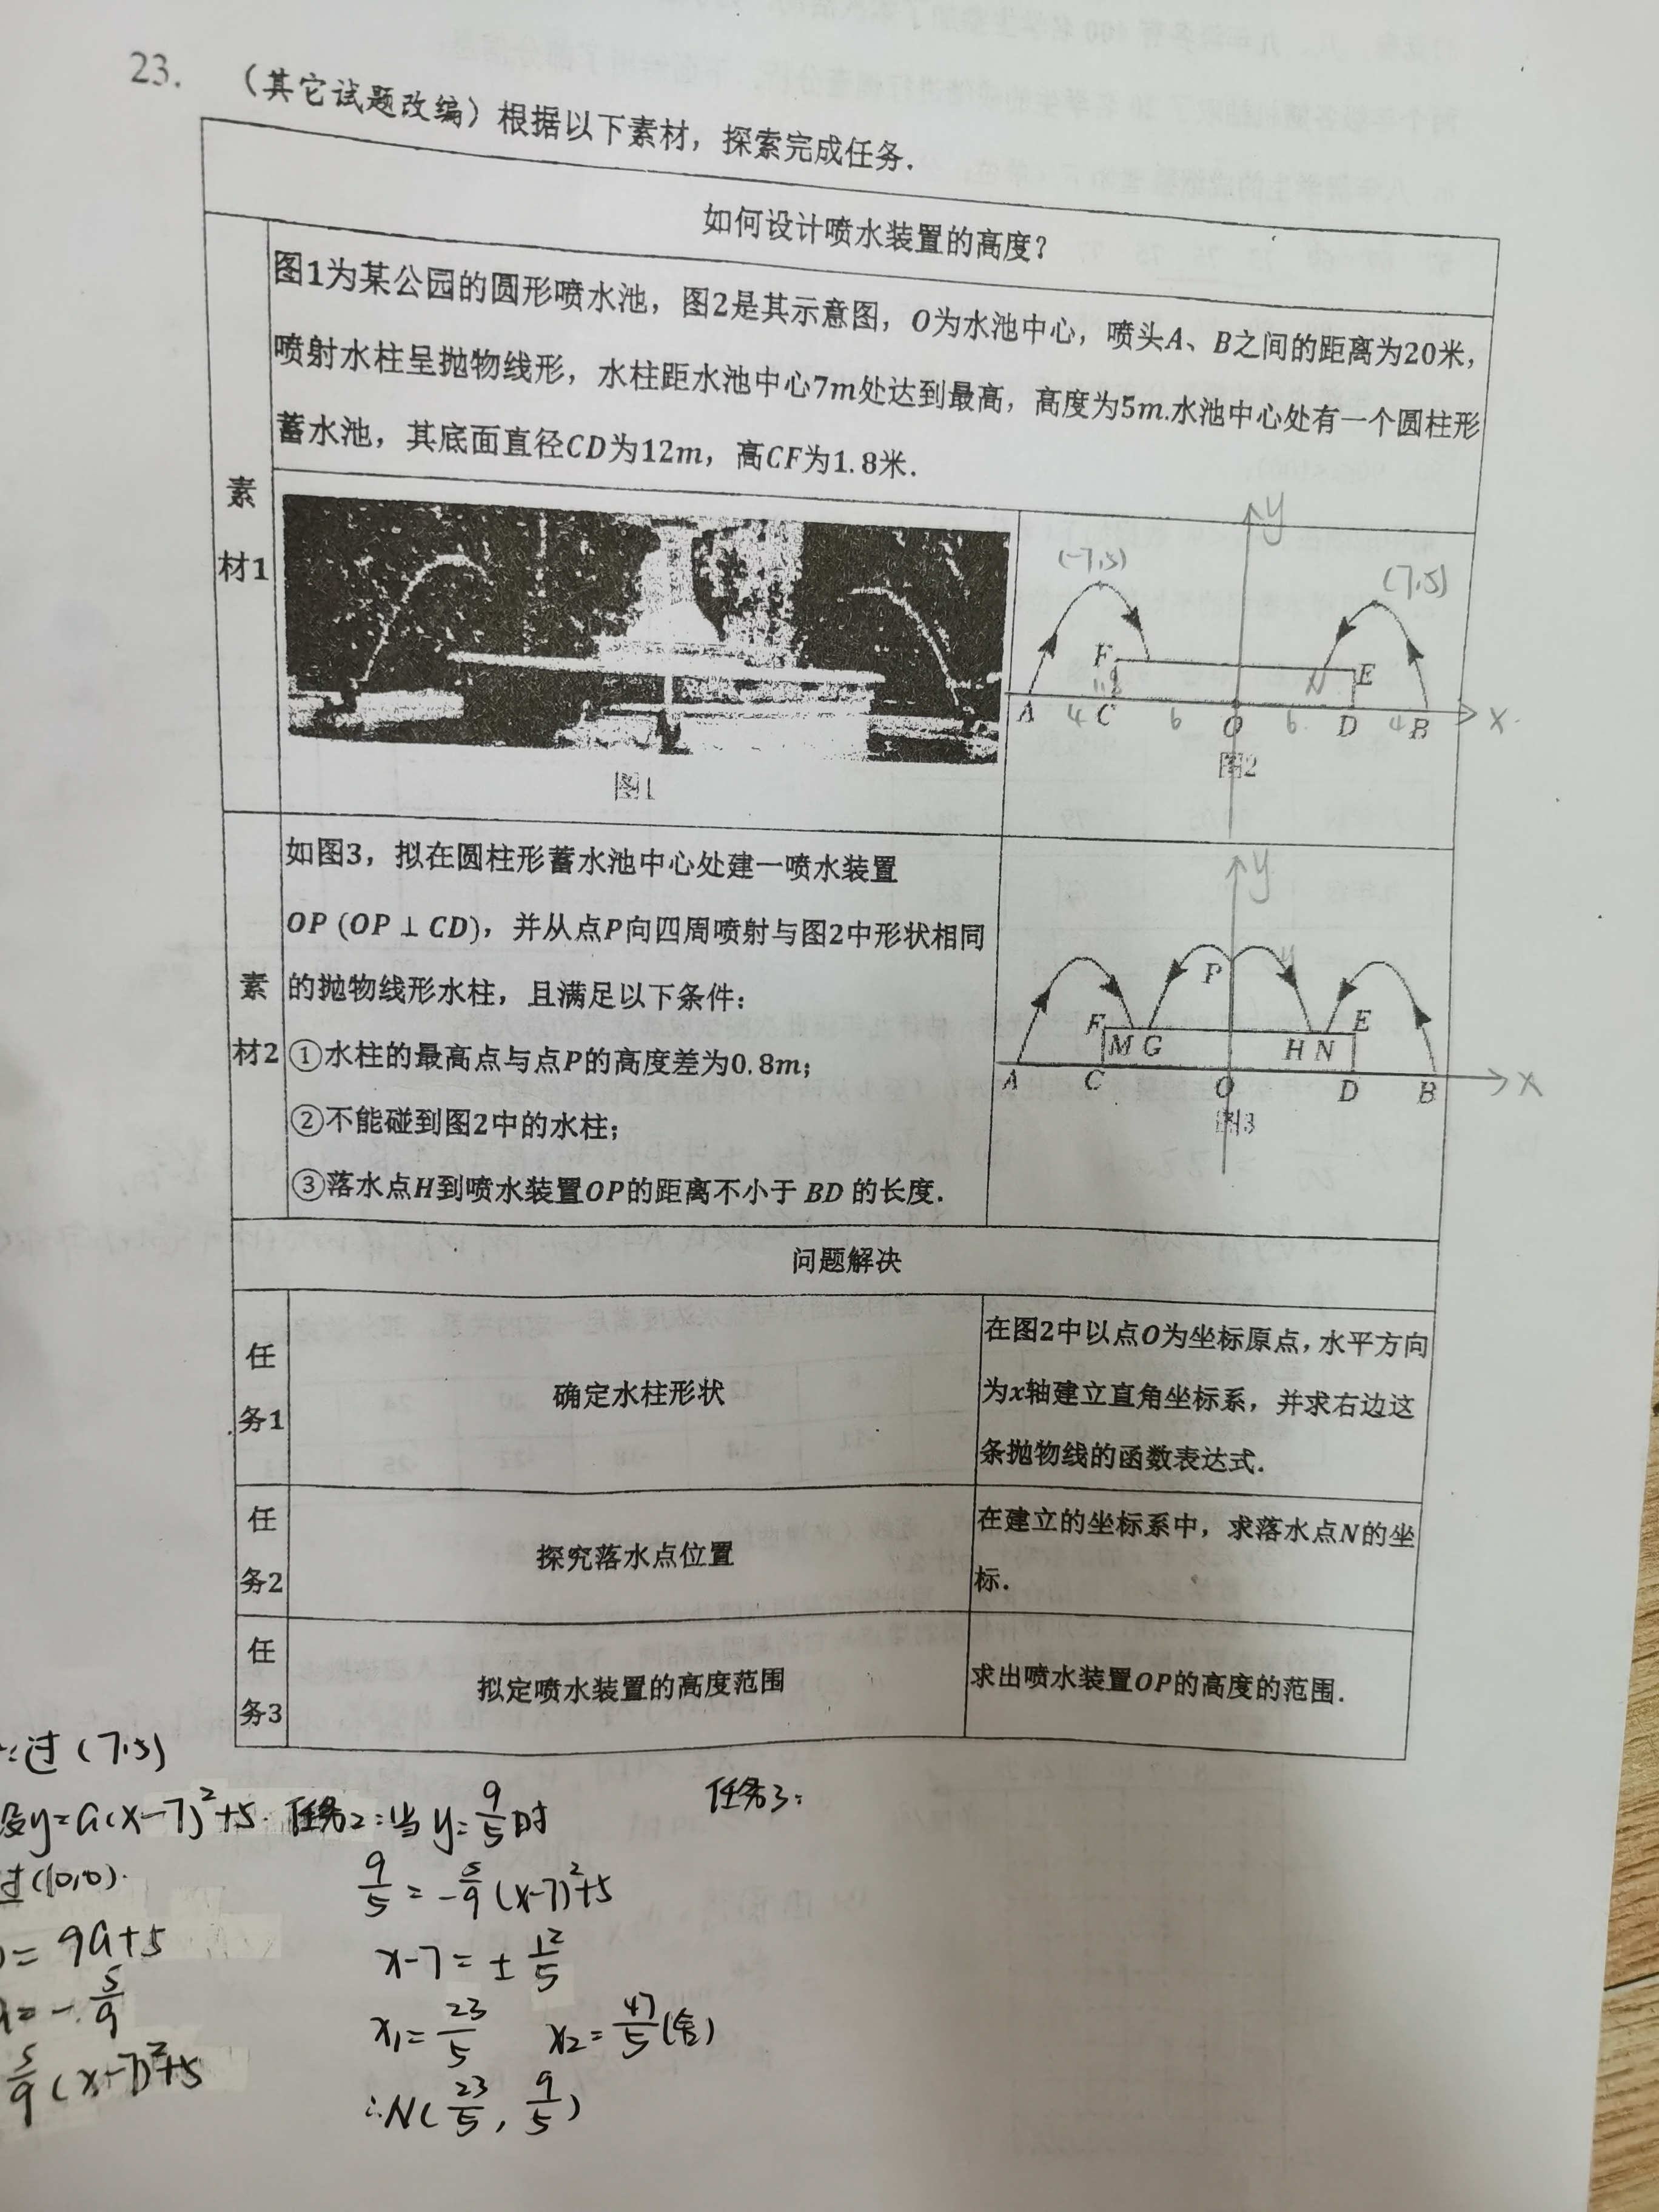 23.
（其它试题改编）根据以下素材，探索完成任务.
如何设计喷水装置的高度？
素
材1
图1为某公园的圆形喷水池，图2是其示意图，O为水池中心，喷头A、B之间的距离为20米，
喷射水柱呈抛物线形，水柱距水池中心7m处达到最高，高度为5m.水池中心处有一个圆柱形
蓄水池，其底面直径CD为12m，高CF为1.8米.
图1
y
(-7,5)
(7,5)
F
E
1.8
N
A 4 C 6 O 6 D 4 B x
图2
素
材2
如图3，拟在圆柱形蓄水池中心处建一喷水装置
OP (OP ⊥ CD)，并从点P向四周喷射与图2中形状相同
的抛物线形水柱，且满足以下条件：
①水柱的最高点与点P的高度差为0.8m；
②不能碰到图2中的水柱；
③落水点H到喷水装置OP的距离不小于 BD 的长度.
y
P
F M G H N E
A C O D B x
图3
问题解决
任
务1
确定水柱形状
在图2中以点O为坐标原点，水平方向
为x轴建立直角坐标系，并求右边这
条抛物线的函数表达式.
任
务2
探究落水点位置
在建立的坐标系中，求落水点N的坐
标.
任
务3
拟定喷水装置的高度范围
求出喷水装置OP的高度的范围.
过 (7,5)
设y=a(x-7)²+5.
过(10,0).
= 9a+5
= -5/9
5/9 (x-7)²+5
任务2：当 y=9/5时
9/5 = -5/9 (x-7)²+5
x-7 = ± 12/5
x₁= 23/5 x₂= 47/5 (舍)
∴N( 23/5 , 9/5 )
任务3：